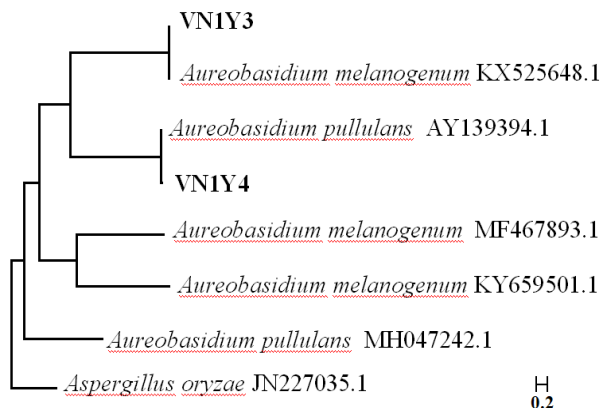 VN1Y3
Aureobasidium melanogenum KX525648.1
Aureobasidium pullulans AY139394.1
VN1Y4
Aureobasidium melanogenum MF467893.1
Aureobasidium melanogenum KY659501.1
Aureobasidium pullulans MH047242.1
Aspergillus oryzae JN227035.1
0.2